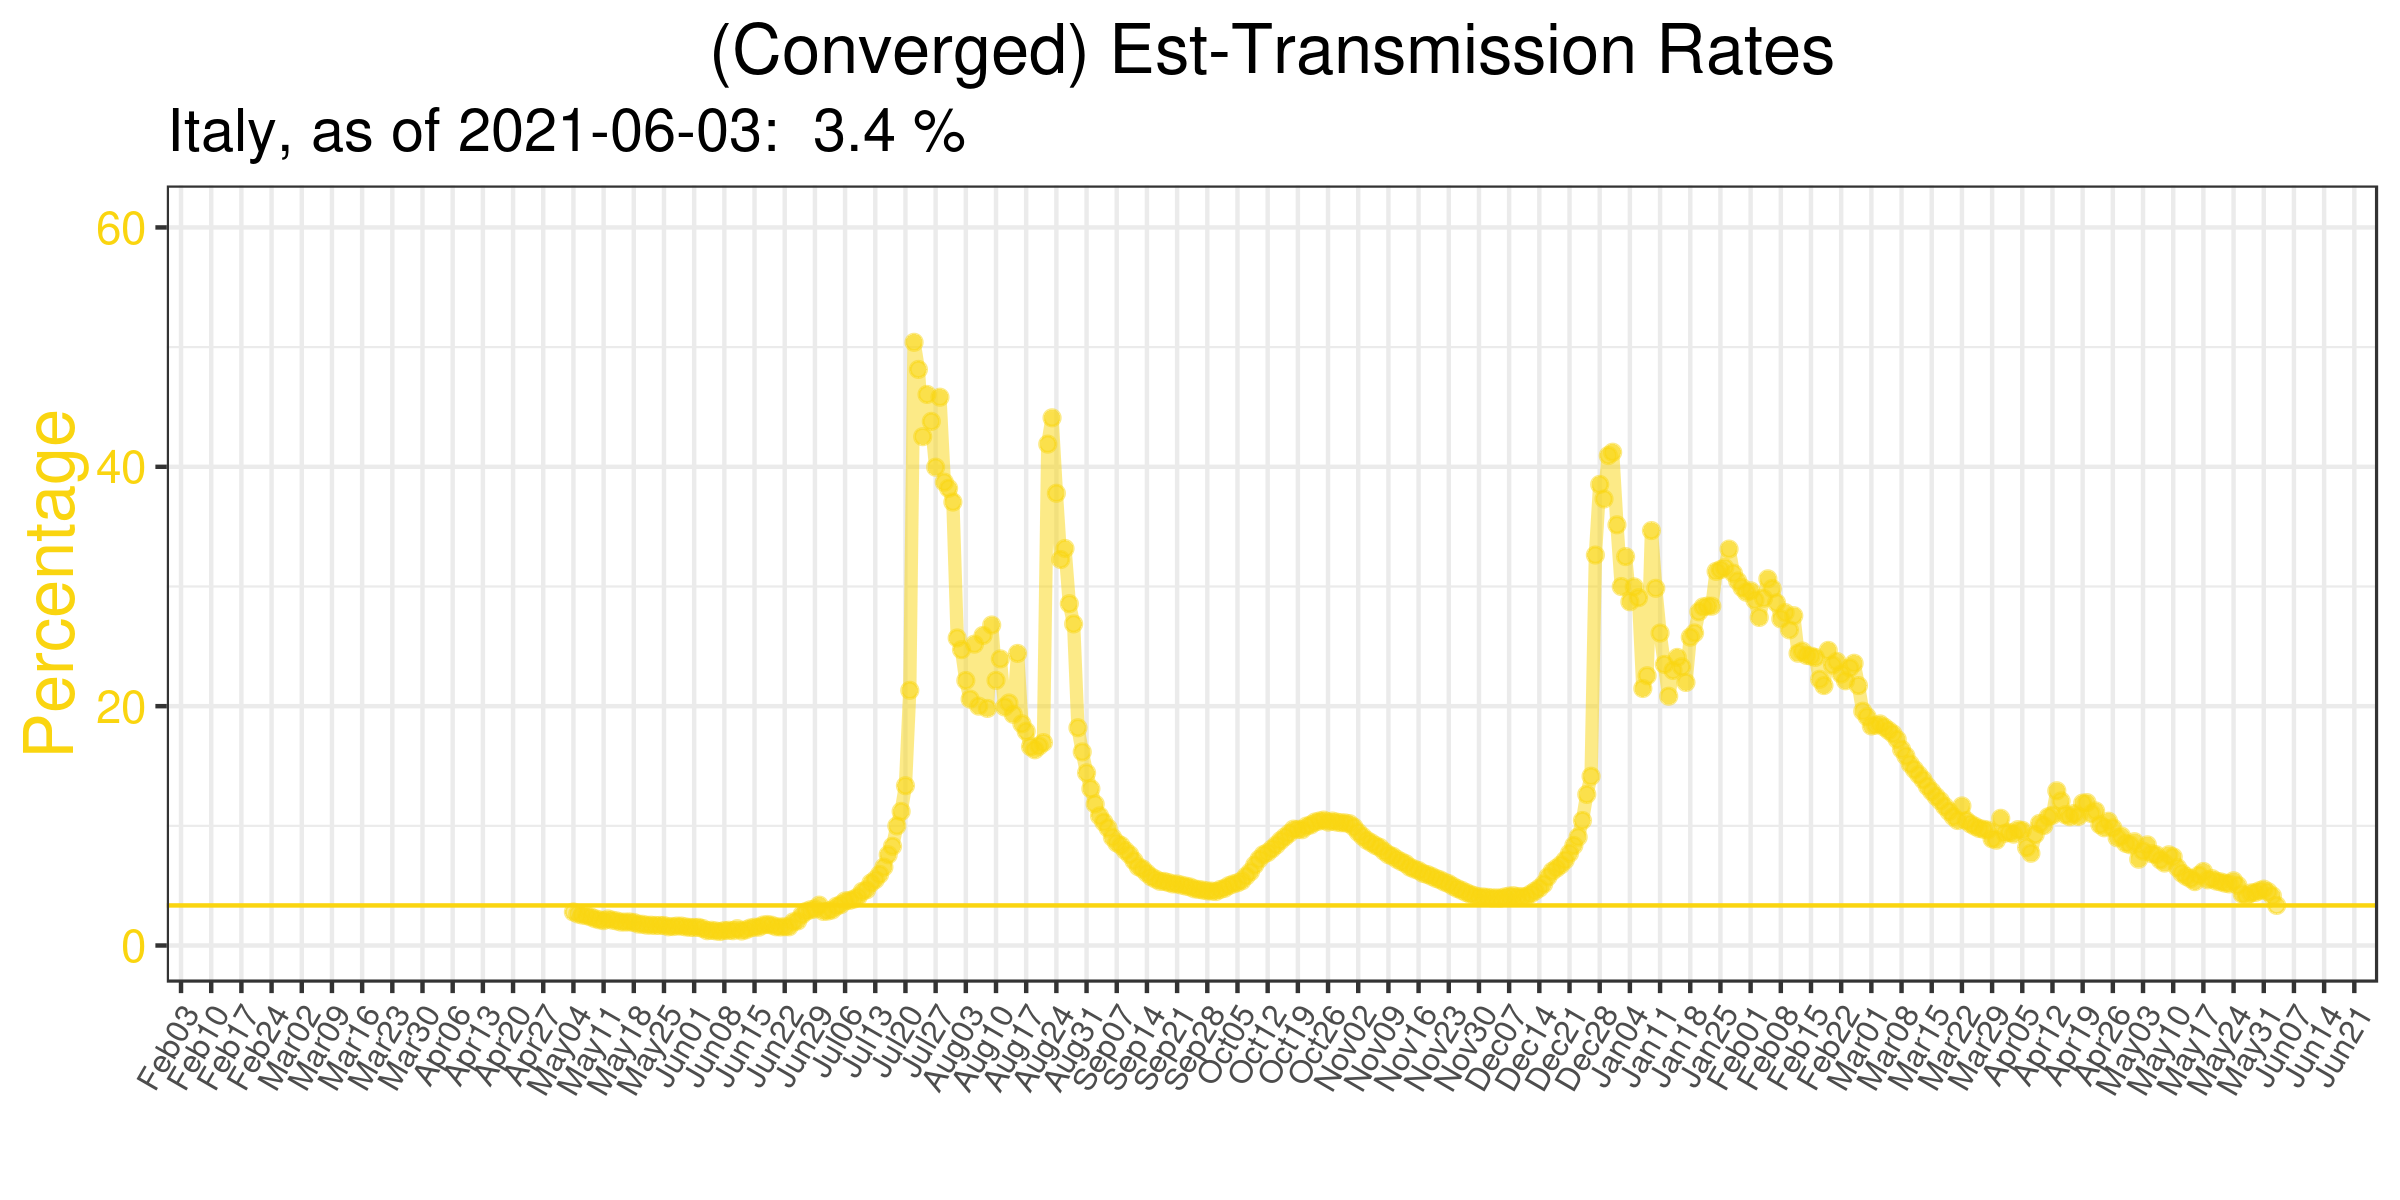 (Converged) Est-Transmission Rates
Italy, as of 2021-06-03:  3.4 %
Percentage
60
40
20
0
Feb03
Feb10
Feb17
Feb24
Mar02
Mar09
Mar16
Mar23
Mar30
Apr06
Apr13
Apr20
Apr27
May04
May11
May18
May25
Jun01
Jun08
Jun15
Jun22
Jun29
Jul06
Jul13
Jul20
Jul27
Aug03
Aug10
Aug17
Aug24
Aug31
Sep07
Sep14
Sep21
Sep28
Oct05
Oct12
Oct19
Oct26
Nov02
Nov09
Nov16
Nov23
Nov30
Dec07
Dec14
Dec21
Dec28
Jan04
Jan11
Jan18
Jan25
Feb01
Feb08
Feb15
Feb22
Mar01
Mar08
Mar15
Mar22
Mar29
Apr05
Apr12
Apr19
Apr26
May03
May10
May17
May24
May31
Jun07
Jun14
Jun21